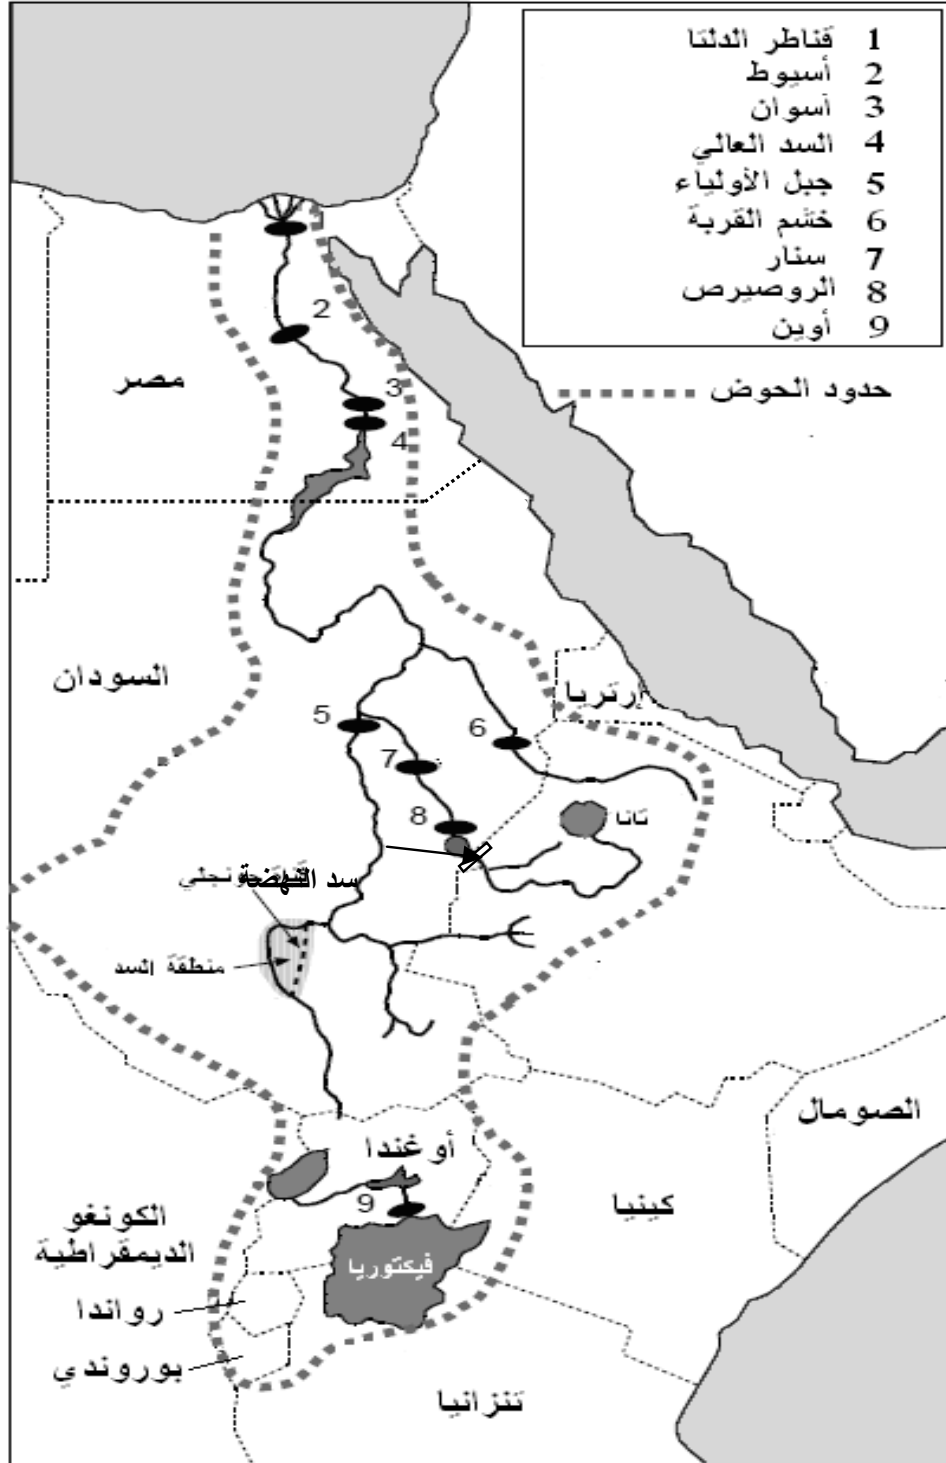 1 قناطر الدلتا
2 أسيوط
3 أسوان
4 السد العالي
5 جبل الأولياء
6 خشم القربة
7 سنار
8 الروصيرص
9 أوين
حدود الحوض
2
مصر
3
4
السودان
إرتريا
5
6
7
8
تانا
سد النهضة
منطقة السد
الصومال
أوغندا
9
كينيا
الكونغو
الديمقراطية
فيكتوريا
رواندا
بوروندي
تنزانيا